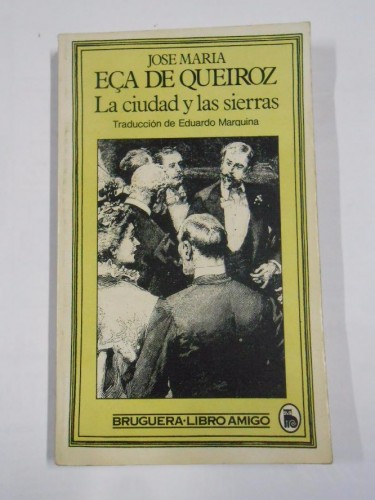 JOSE MARIA
EÇA DE QUEIROZ
La ciudad y las sierras
Traducción de Eduardo Marquina
BRUGUERA·LIBRO AMIGO